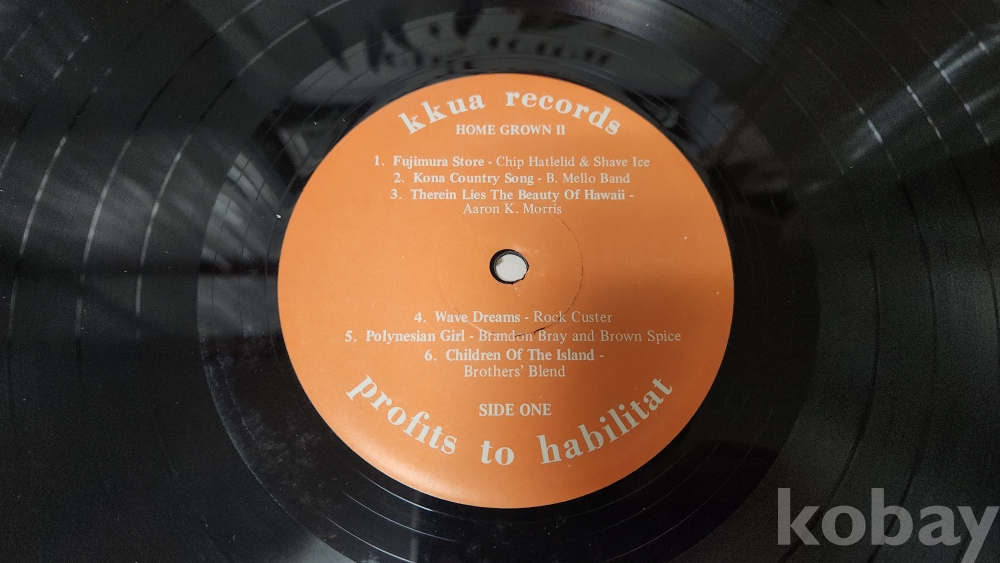 kkua records
HOME GROWN II
1. Fujimura Store - Chip Hatlelid & Shave Ice
2. Kona Country Song - B. Mello Band
3. Therein Lies The Beauty Of Hawaii -
Aaron K. Morris
4. Wave Dreams - Rock Custer
5. Polynesian Girl - Brandon Bray and Brown Spice
6. Children Of The Island -
Brothers' Blend
SIDE ONE
profits to habilitat
kobay